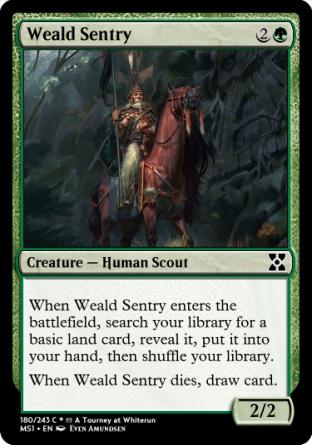 Weald Sentry 2
Creature — Human Scout
When Weald Sentry enters the
battlefield, search your library for a
basic land card, reveal it, put it into
your hand, then shuffle your library.
When Weald Sentry dies, draw card.
2/2
180/243 C * A Tourney at Whiterun
MS1 • EN Even Amundsen